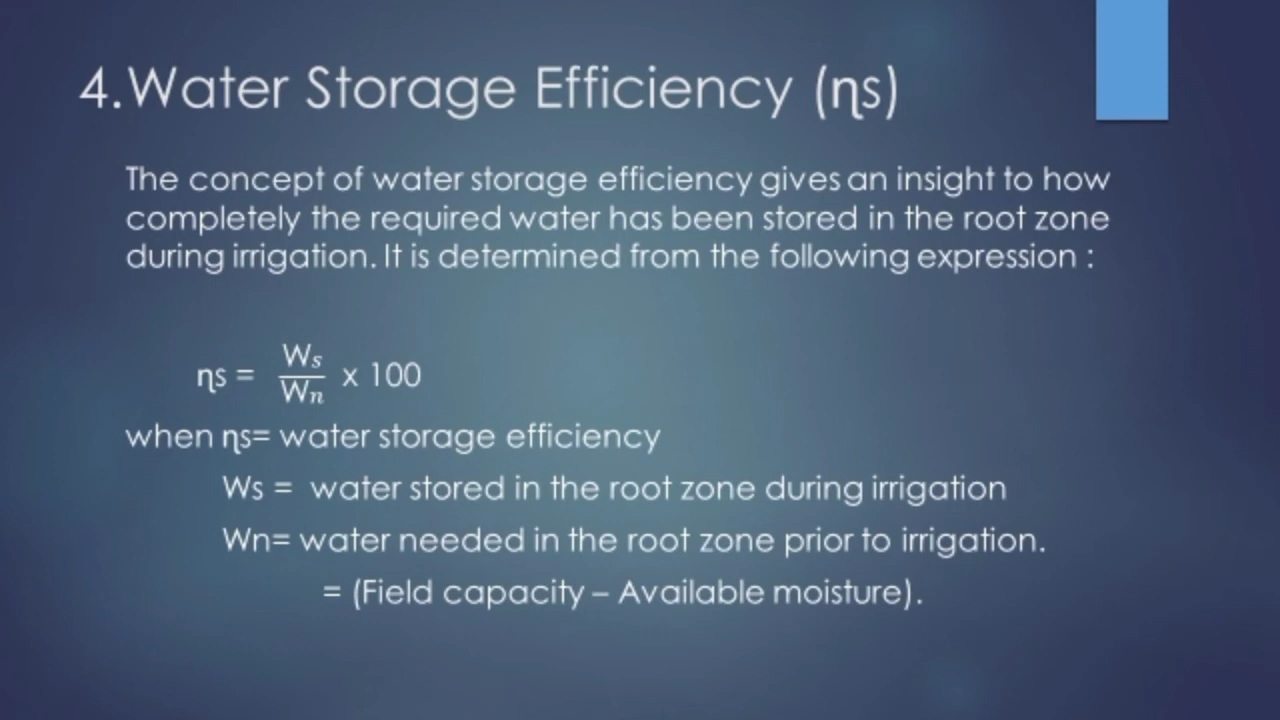 4.Water Storage Efficiency (ηs)
The concept of water storage efficiency gives an insight to how
completely the required water has been stored in the root zone
during irrigation. It is determined from the following expression :
ηs = Ws/Wn x 100
when ηs= water storage efficiency
Ws = water stored in the root zone during irrigation
Wn= water needed in the root zone prior to irrigation.
= (Field capacity – Available moisture).